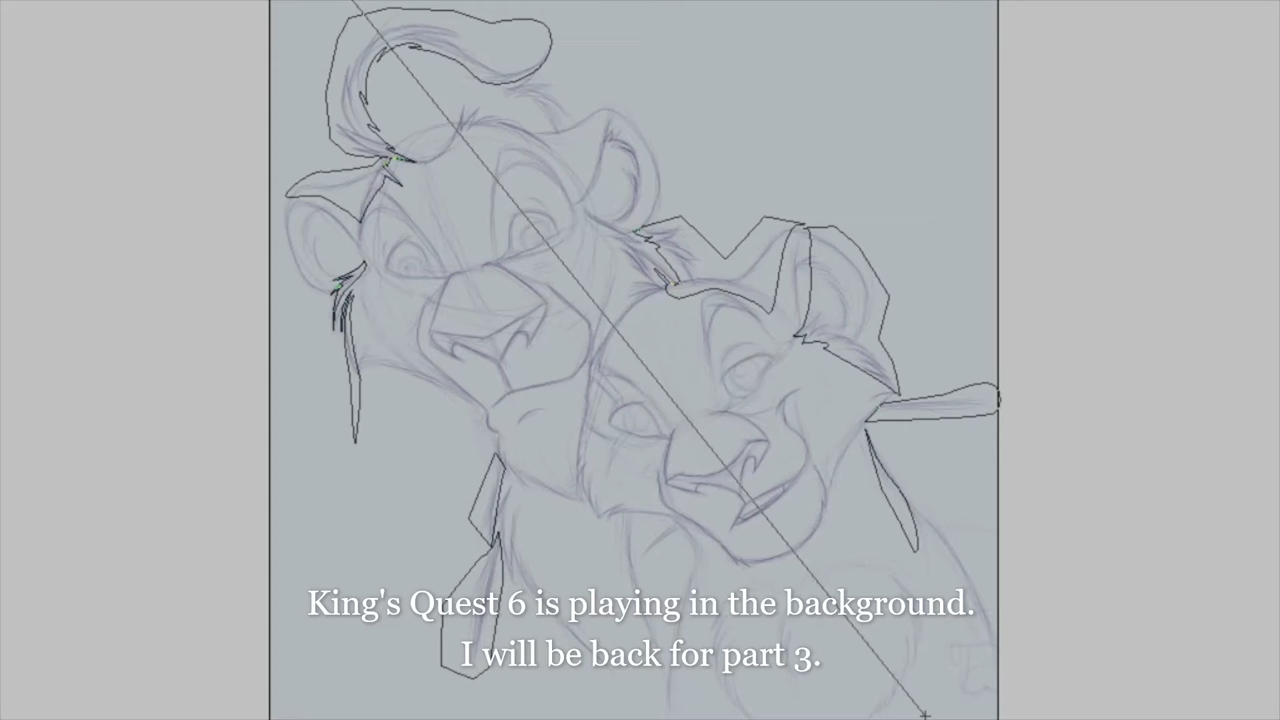 King's Quest 6 is playing in the background.
I will be back for part 3.